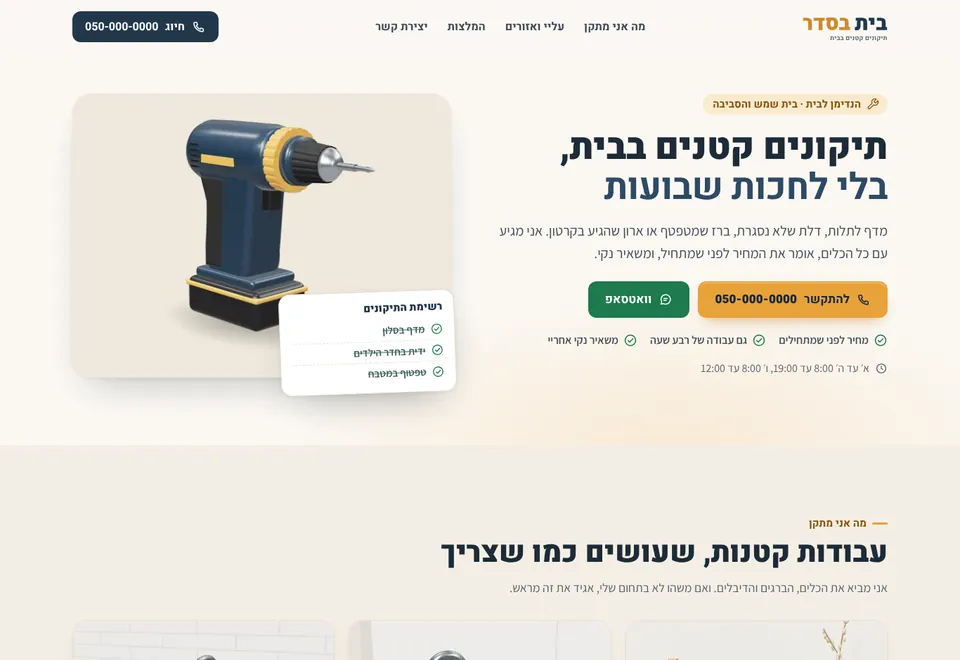 בית בסדר
תיקונים קטנים בבית
מה אני מתקן
עליי ואזורים
המלצות
יצירת קשר
חיוג 050-000-0000
הנדימן לבית · בית שמש והסביבה
תיקונים קטנים בבית,
בלי לחכות שבועות
מדף לתלות, דלת שלא נסגרת, ברז שמטפטף או ארון שהגיע בקרטון. אני מגיע
עם כל הכלים, אומר את המחיר לפני שמתחיל, ומשאיר נקי.
להתקשר 050-000-0000
וואטסאפ
מחיר לפני שמתחילים
גם עבודה של רבע שעה
משאיר נקי אחריי
א׳ עד ה׳ 8:00 עד 19:00, ו׳ 8:00 עד 12:00
רשימת התיקונים
מדף בסלון
ידית בחדר הילדים
טפטוף במטבח
מה אני מתקן
עבודות קטנות, שעושים כמו שצריך
אני מביא את הכלים, הברגים והדיבלים. ואם משהו לא בתחום שלי, אגיד את זה מראש.